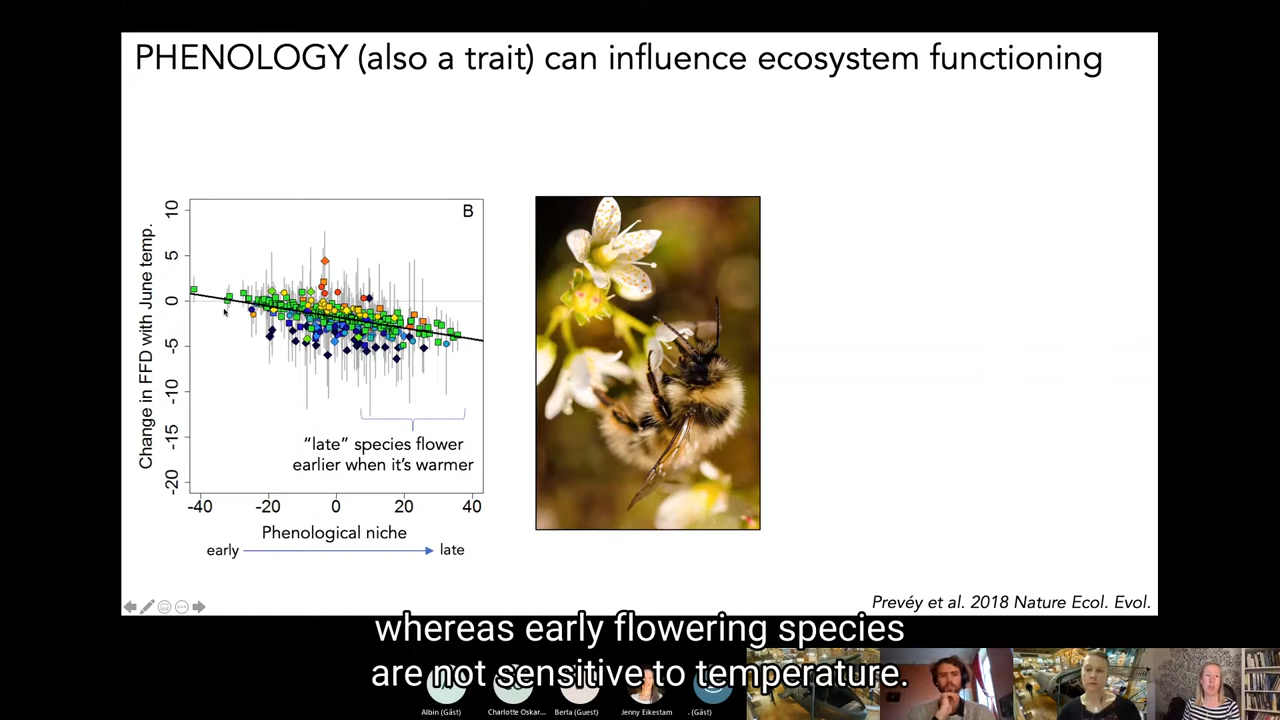 PHENOLOGY (also a trait) can influence ecosystem functioning
B
Change in FFD with June temp.
10
5
0
-5
-10
-15
-20
"late" species flower
earlier when it's warmer
-40 -20 0 20 40
Phenological niche
early late
Prevéy et al. 2018 Nature Ecol. Evol.
whereas early flowering species
are not sensitive to temperature.
Albin (Gäst) Charlotte Oskar... Berta (Guest) Jenny Eikestam . (Gäst)